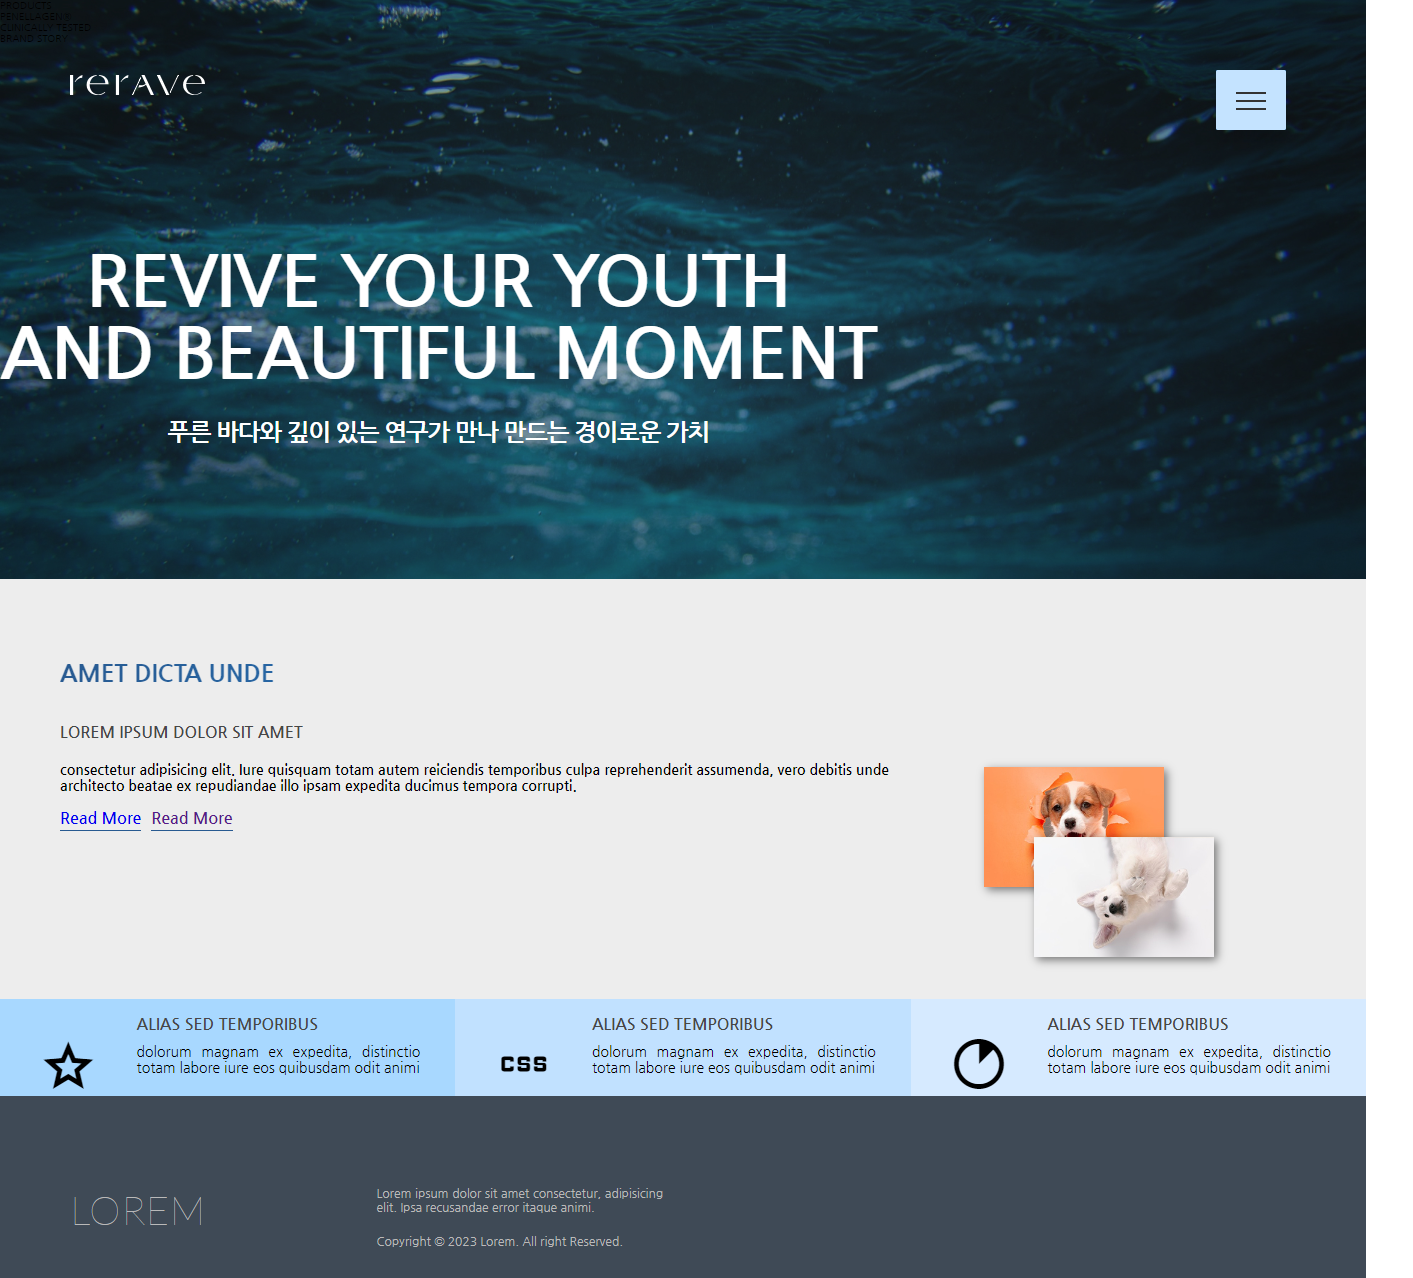 PRODUCTS
CLINICALLY TESTED
BRAND STORY
rerave
REVIVE YOUR YOUTH
AND BEAUTIFUL MOMENT
푸른 바다와 깊이 있는 연구가 만나 만드는 경이로운 가치
AMET DICTA UNDE
LOREM IPSUM DOLOR SIT AMET
consectetur adipisicing elit. Iure quisquam totam autem reiciendis temporibus culpa reprehenderit assumenda, vero debitis unde
architecto beatae ex repudiandae illo ipsam expedita ducimus tempora corrupti.
Read More Read More
ALIAS SED TEMPORIBUS
dolorum magnam ex expedita, distinctio
totam labore iure eos quibusdam odit animi
CSS
ALIAS SED TEMPORIBUS
dolorum magnam ex expedita, distinctio
totam labore iure eos quibusdam odit animi
ALIAS SED TEMPORIBUS
dolorum magnam ex expedita, distinctio
totam labore iure eos quibusdam odit animi
LOREM
Lorem ipsum dolor sit amet consectetur, adipisicing
elit. Ipsa recusandae error itaque animi.
Copyright © 2023 Lorem. All right Reserved.